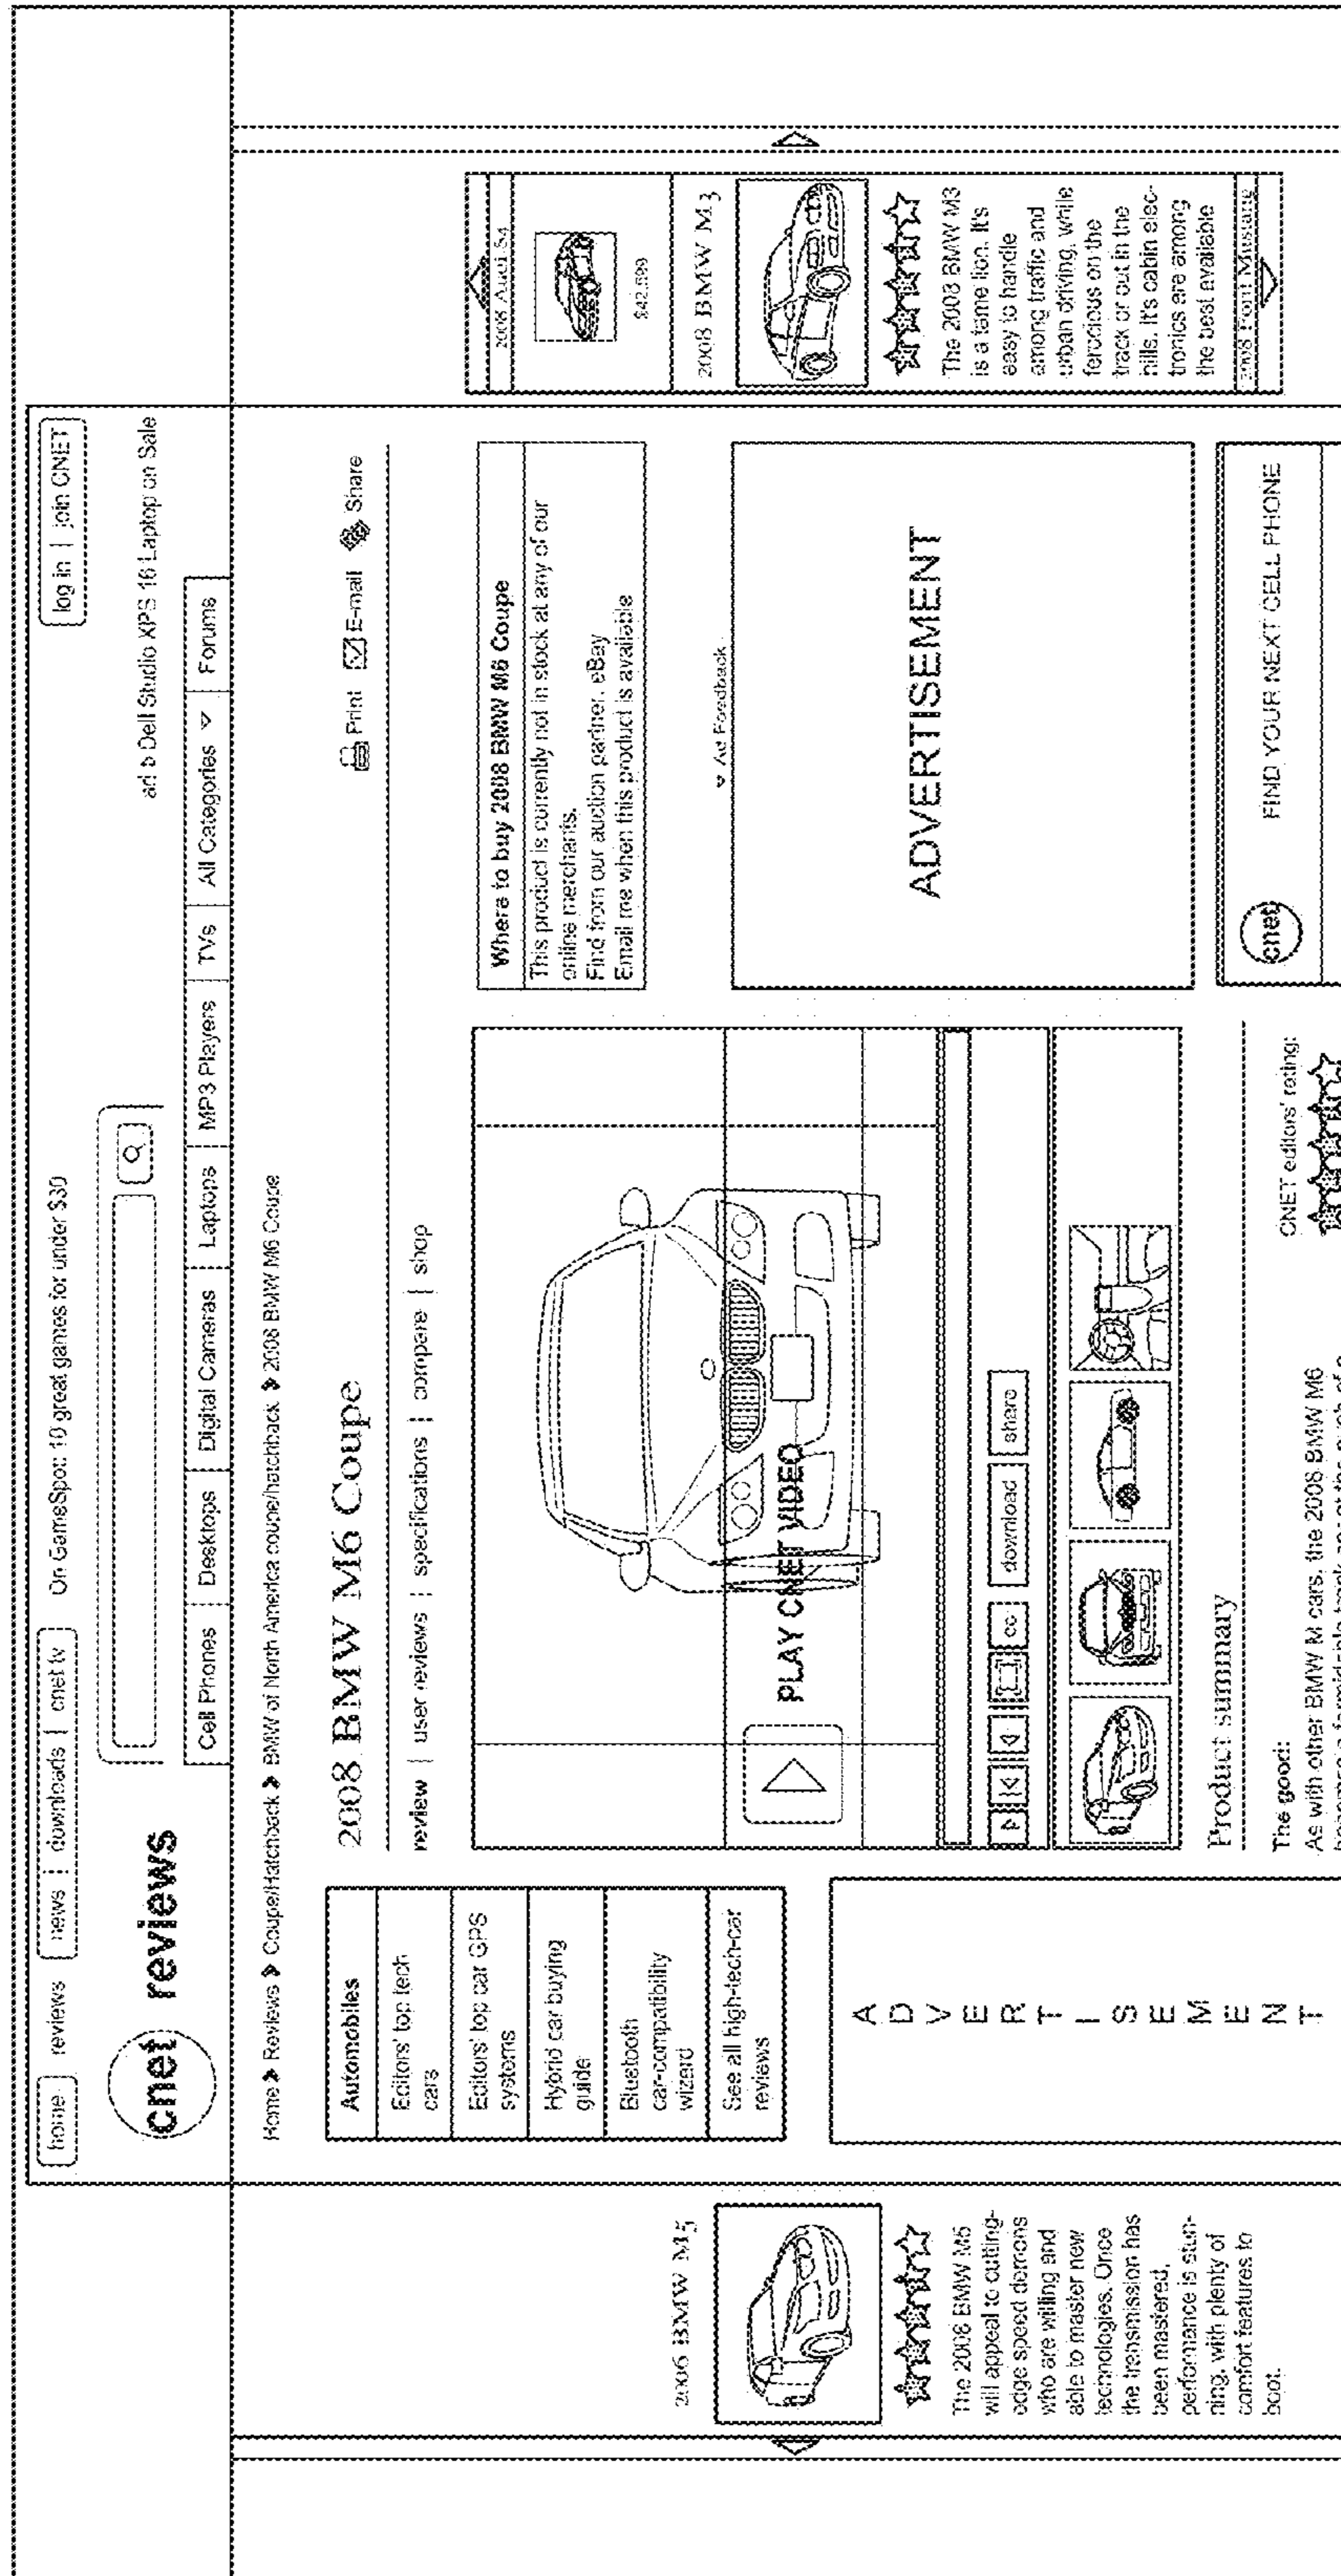 home reviews news | downloads | cnet tv On GameSpot: 10 great games for under $30 log in | join CNET
cnet reviews
ad: Dell Studio XPS 16 Laptop on Sale
Cell Phones | Desktops | Digital Cameras | Laptops | MP3 Players | TVs | All Categories | Forums
Home > Reviews > Coupe/Hatchback > BMW of North America coupe/hatchback > 2008 BMW M6 Coupe
2006 BMW M5
The 2006 BMW M5
will appeal to cutting-
edge speed demons
who are willing and
able to master new
technologies. Once
the transmission has
been mastered,
performance is stun-
ning, with plenty of
comfort features to
boot.
Automobiles
Editors' top tech
cars
Editors' top car GPS
systems
Hybrid car buying
guide
Bluetooth
car-compatibility
wizard
See all high-tech-car
reviews
ADVERTISEMENT
2008 BMW M6 Coupe
Print E-mail Share
review | user reviews | specifications | compare | shop
PLAY CNET VIDEO
cc download share
Product summary
CNET editors' rating:
The good:
As with other BMW M cars, the 2008 BMW M6
Where to buy 2008 BMW M6 Coupe
This product is currently not in stock at any of our
online merchants.
Find from our auction partner, eBay
Email me when this product is available
Ad Feedback
ADVERTISEMENT
cnet FIND YOUR NEXT CELL PHONE
2008 Audi S4
2008 BMW M3
The 2008 BMW M3
is a tame lion. It's
easy to handle
among traffic and
urban driving, while
ferocious on the
track or out in the
hills. It's cabin elec-
tronics are among
the best available
2008 Ford Mustang